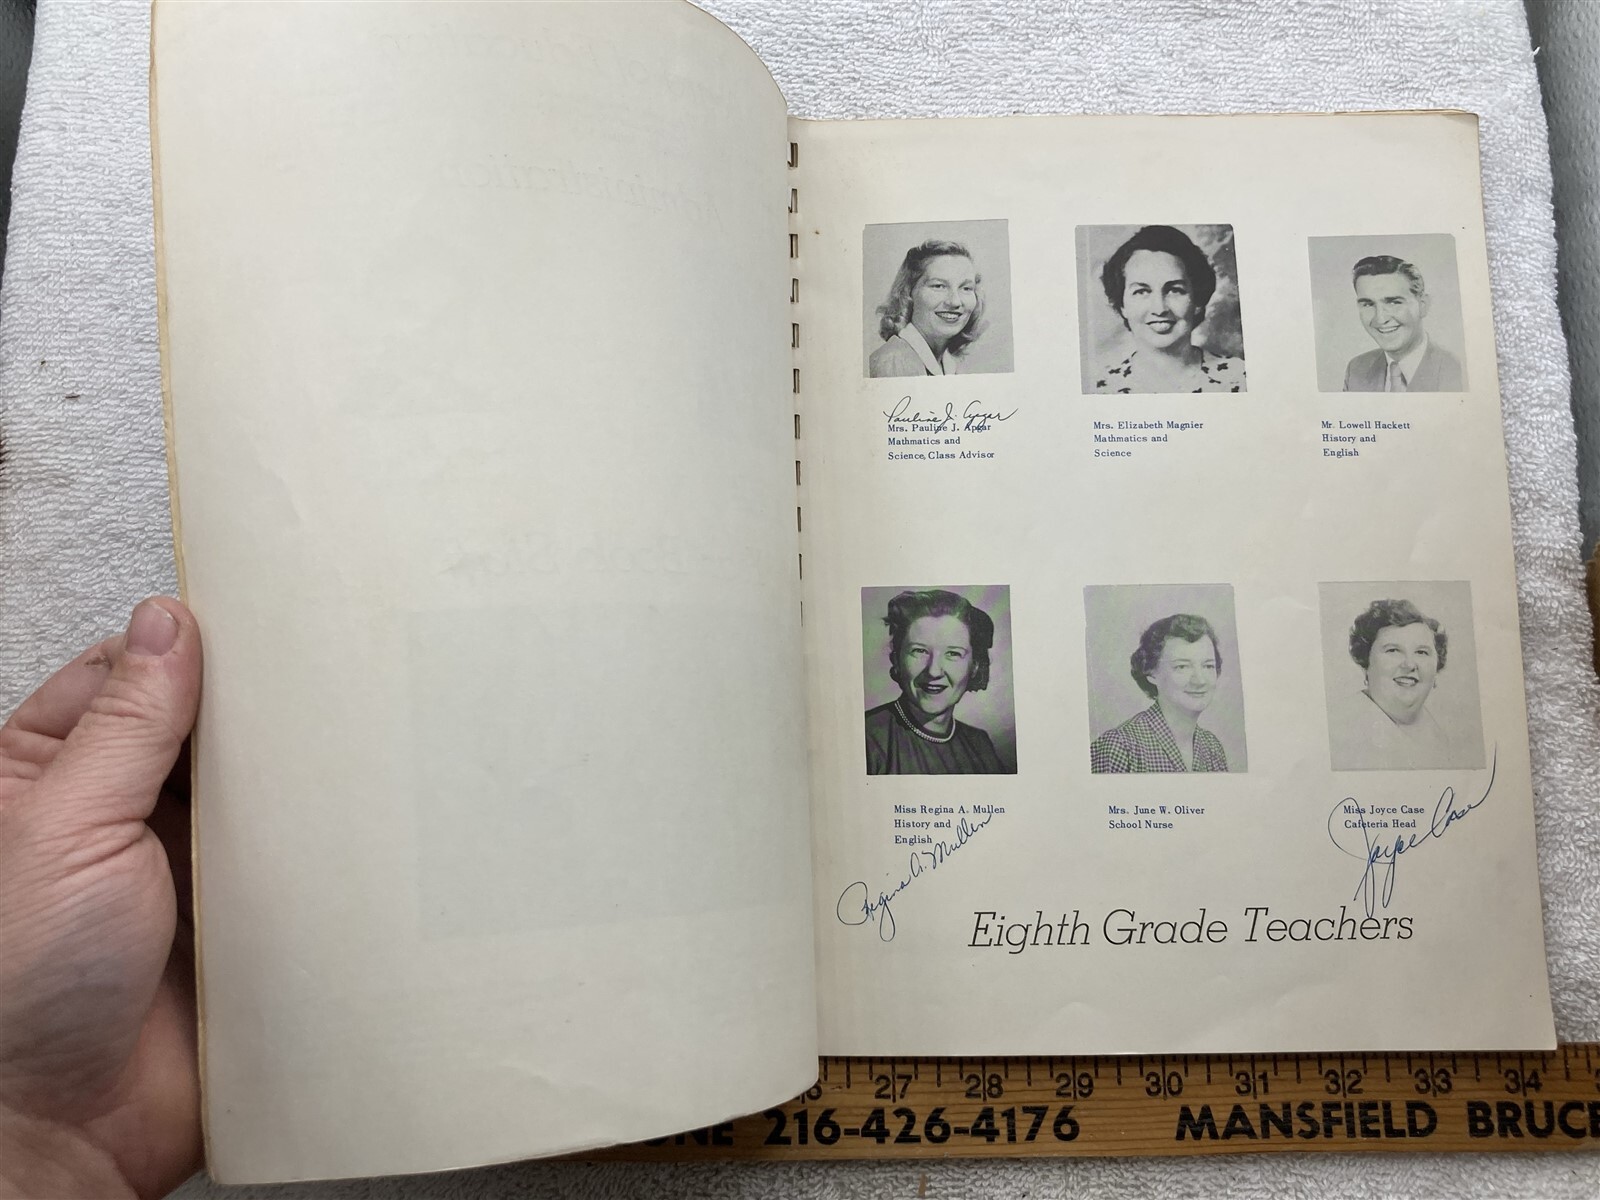 Pauline J. Apgar
Mrs. Pauline J. Apgar
Mathmatics and
Science, Class Advisor
Mrs. Elizabeth Magnier
Mathmatics and
Science
Mr. Lowell Hackett
History and
English
Miss Regina A. Mullen
History and
English
Regina A. Mullen
Mrs. June W. Oliver
School Nurse
Miss Joyce Case
Cafeteria Head
Joyce Case
Eighth Grade Teachers
27 28 29 30 31 32 33 34
216-426-4176 MANSFIELD BRUCE